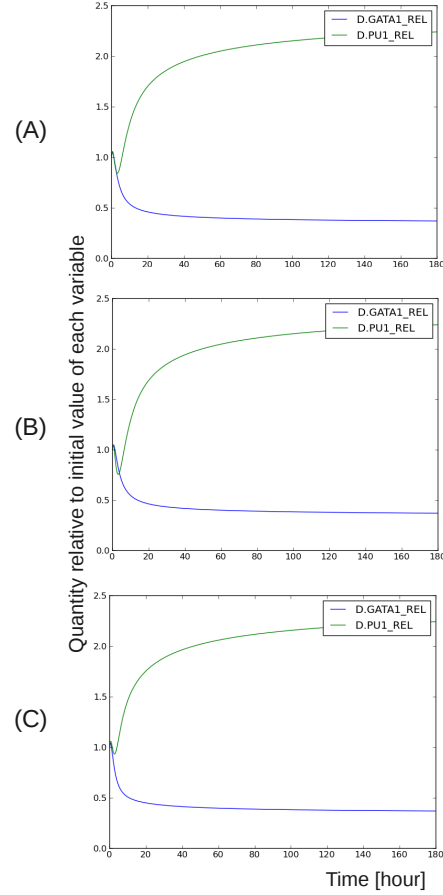 2.5
D.GATA1_REL
D.PU1_REL
2.0
(A)
1.5
1.0
0.5
0.0
0 20 40 60 80 100 120 140 160 180
Quantity relative to initial value of each variable
2.5
D.GATA1_REL
D.PU1_REL
2.0
(B)
1.5
1.0
0.5
0.0
0 20 40 60 80 100 120 140 160 180
2.5
D.GATA1_REL
D.PU1_REL
2.0
(C)
1.5
1.0
0.5
0.0
0 20 40 60 80 100 120 140 160 180
Time [hour]